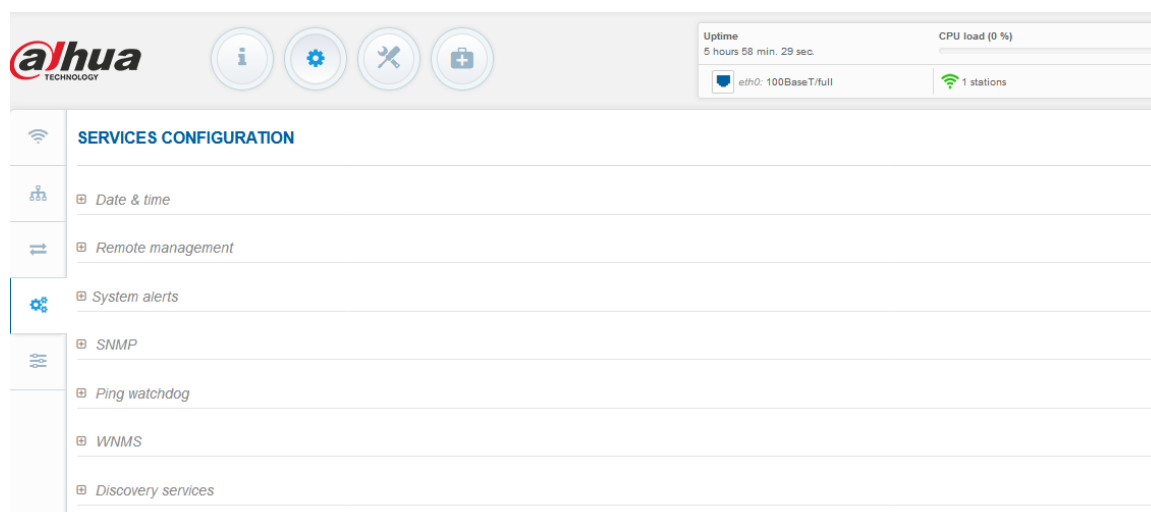 alhua
TECHNOLOGY
Uptime
5 hours 58 min. 29 sec.
CPU load (0 %)
eth0: 100BaseT/full
1 stations
SERVICES CONFIGURATION
Date & time
Remote management
System alerts
SNMP
Ping watchdog
WNMS
Discovery services